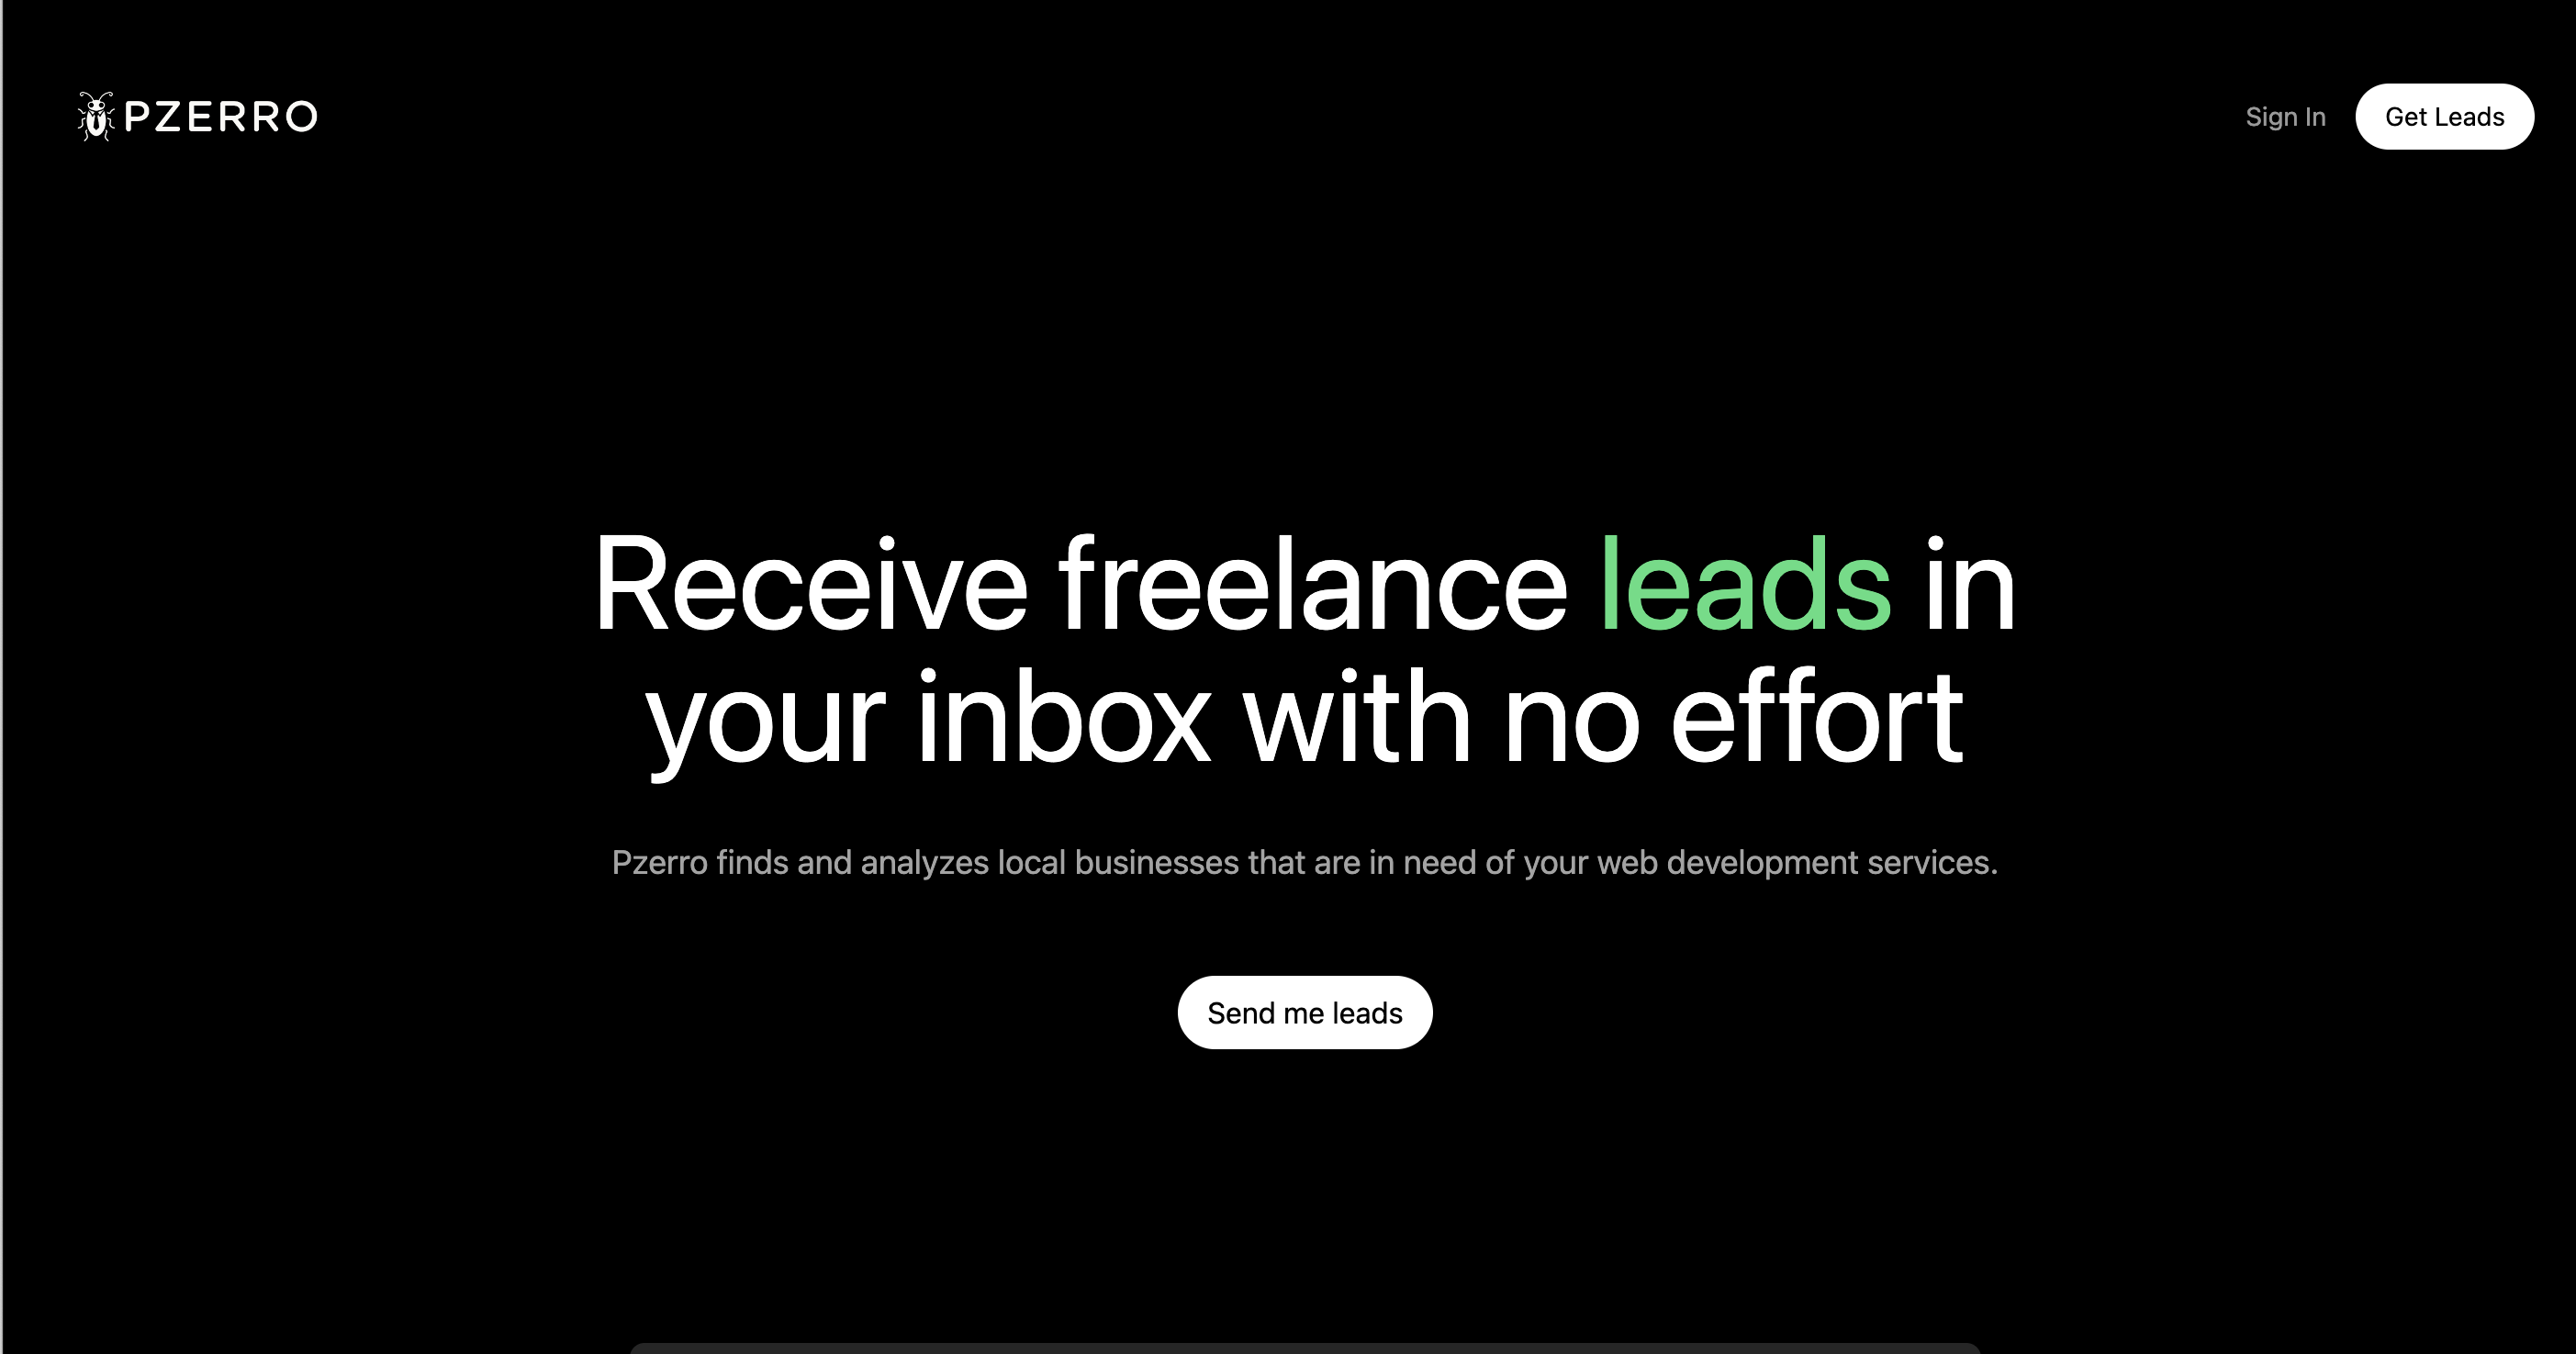 PZERRO
Sign In
Get Leads
Receive freelance leads in
your inbox with no effort
Pzerro finds and analyzes local businesses that are in need of your web development services.
Send me leads